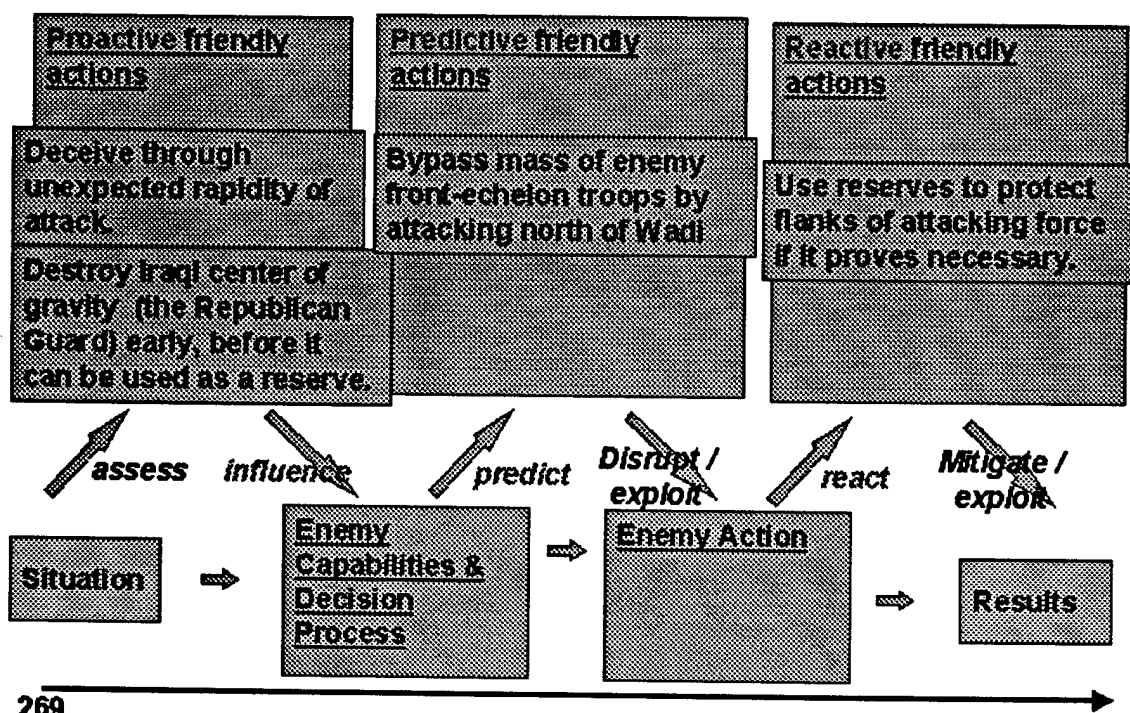 Proactive friendly
actions
Deceive through
unexpected rapidity of
attack.
Destroy Iraqi center of
gravity (the Republican
Guard) early, before it
can be used as a reserve.
Predictive friendly
actions
Bypass mass of enemy
front-echelon troops by
attacking north of Wadi
Reactive friendly
actions
Use reserves to protect
flanks of attacking force
if it proves necessary.
assess
influence
predict
Disrupt /
exploit
react
Mitigate /
exploit
Situation
Enemy
Capabilities &
Decision
Process
Enemy Action
Results
269